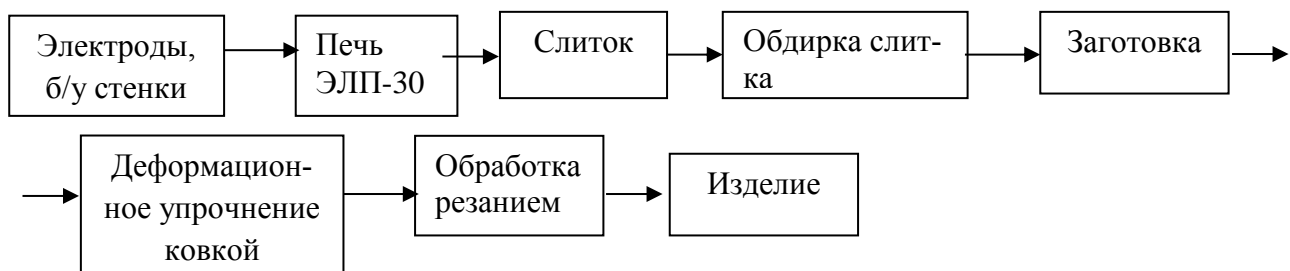 Электроды,
б/у стенки
Печь
ЭЛП-30
Слиток
Обдирка слит-
ка
Заготовка
Деформацион-
ное упрочнение
ковкой
Обработка
резанием
Изделие